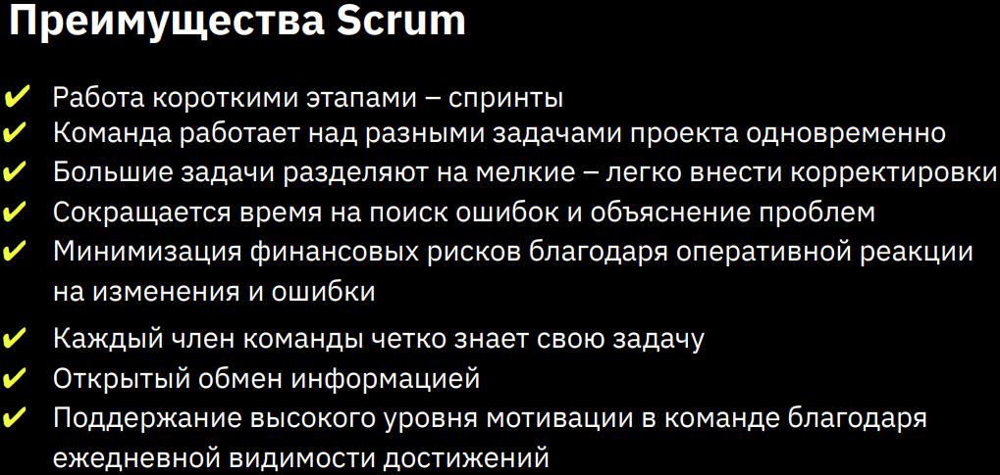 Преимущества Scrum
✔ Работа короткими этапами – спринты
✔ Команда работает над разными задачами проекта одновременно
✔ Большие задачи разделяют на мелкие – легко внести корректировки
✔ Сокращается время на поиск ошибок и объяснение проблем
✔ Минимизация финансовых рисков благодаря оперативной реакции
на изменения и ошибки
✔ Каждый член команды четко знает свою задачу
✔ Открытый обмен информацией
✔ Поддержание высокого уровня мотивации в команде благодаря
ежедневной видимости достижений